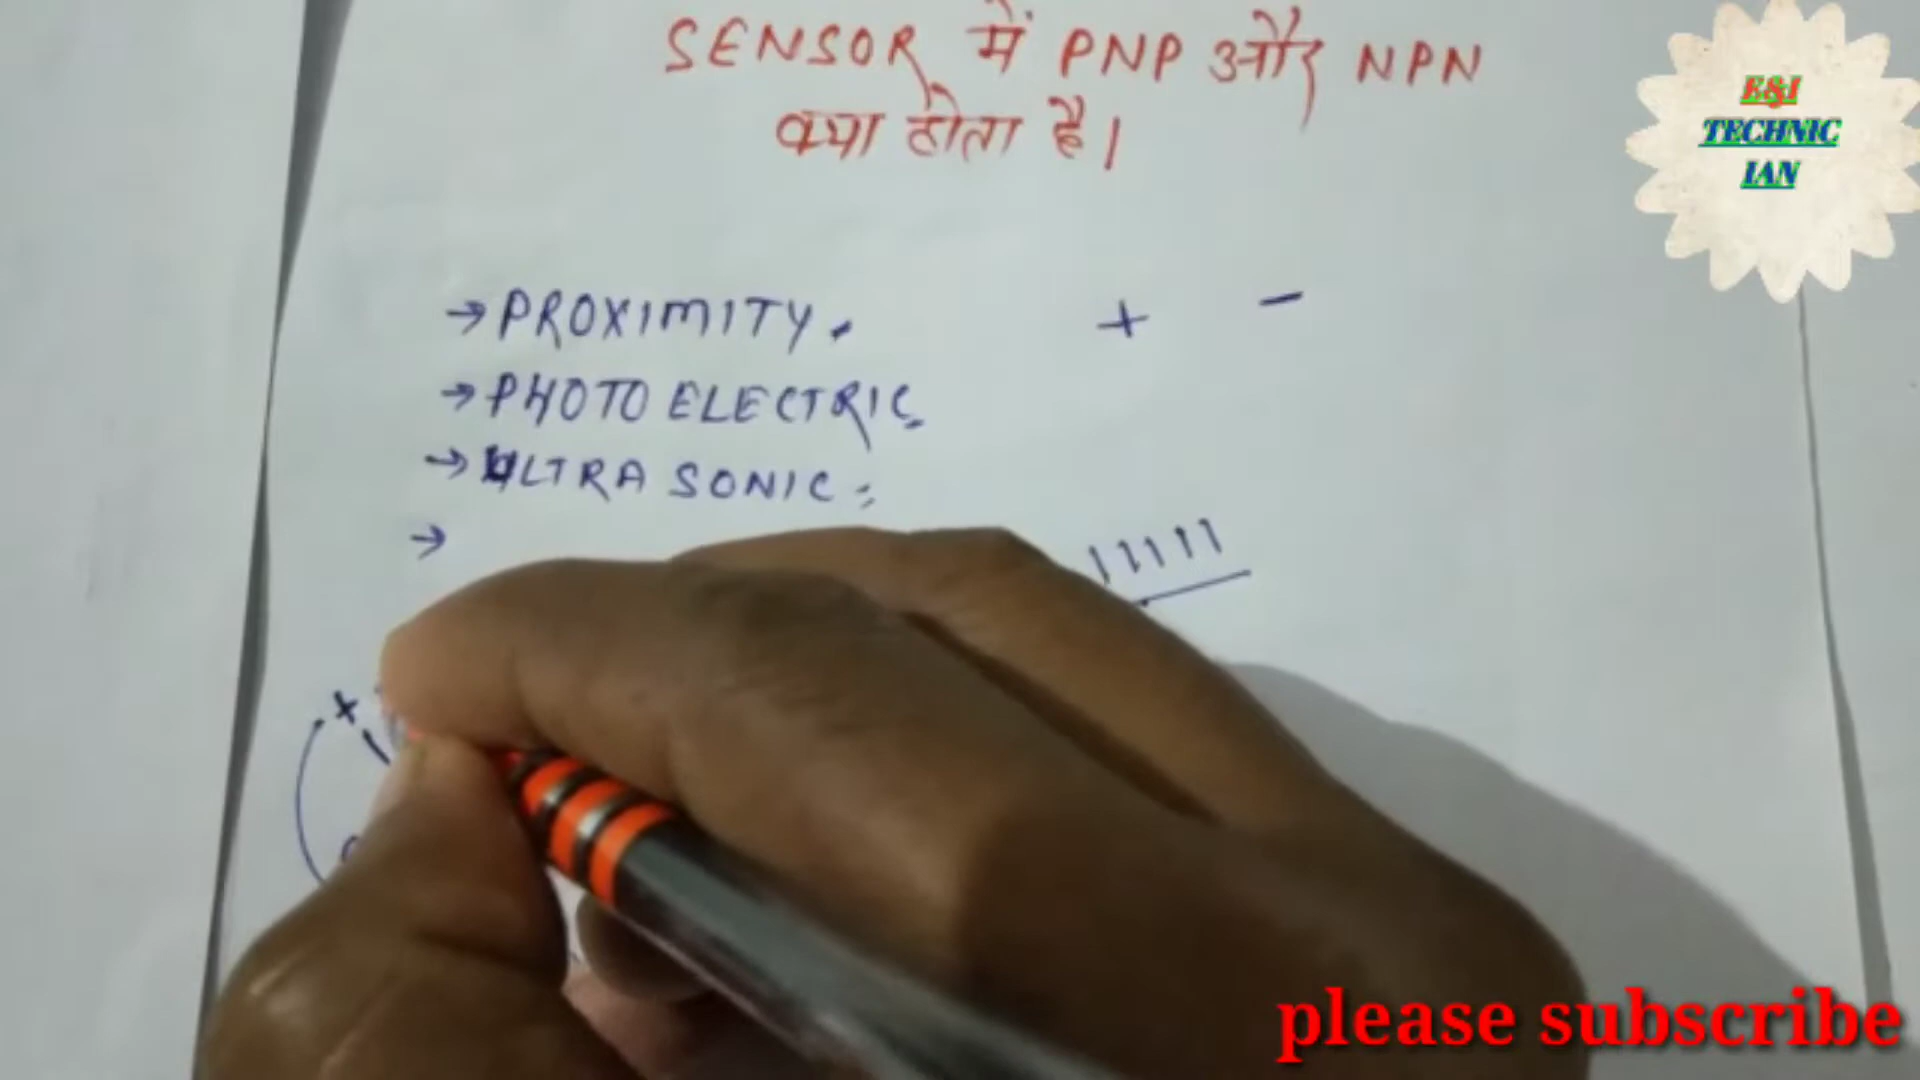 SENSOR में PNP और NPN
क्या होता है।
E&I
TECHNIC
IAN
→ PROXIMITY.
+ -
→ PHOTO ELECTRIC
→ ULTRA SONIC
→
+
please subscribe